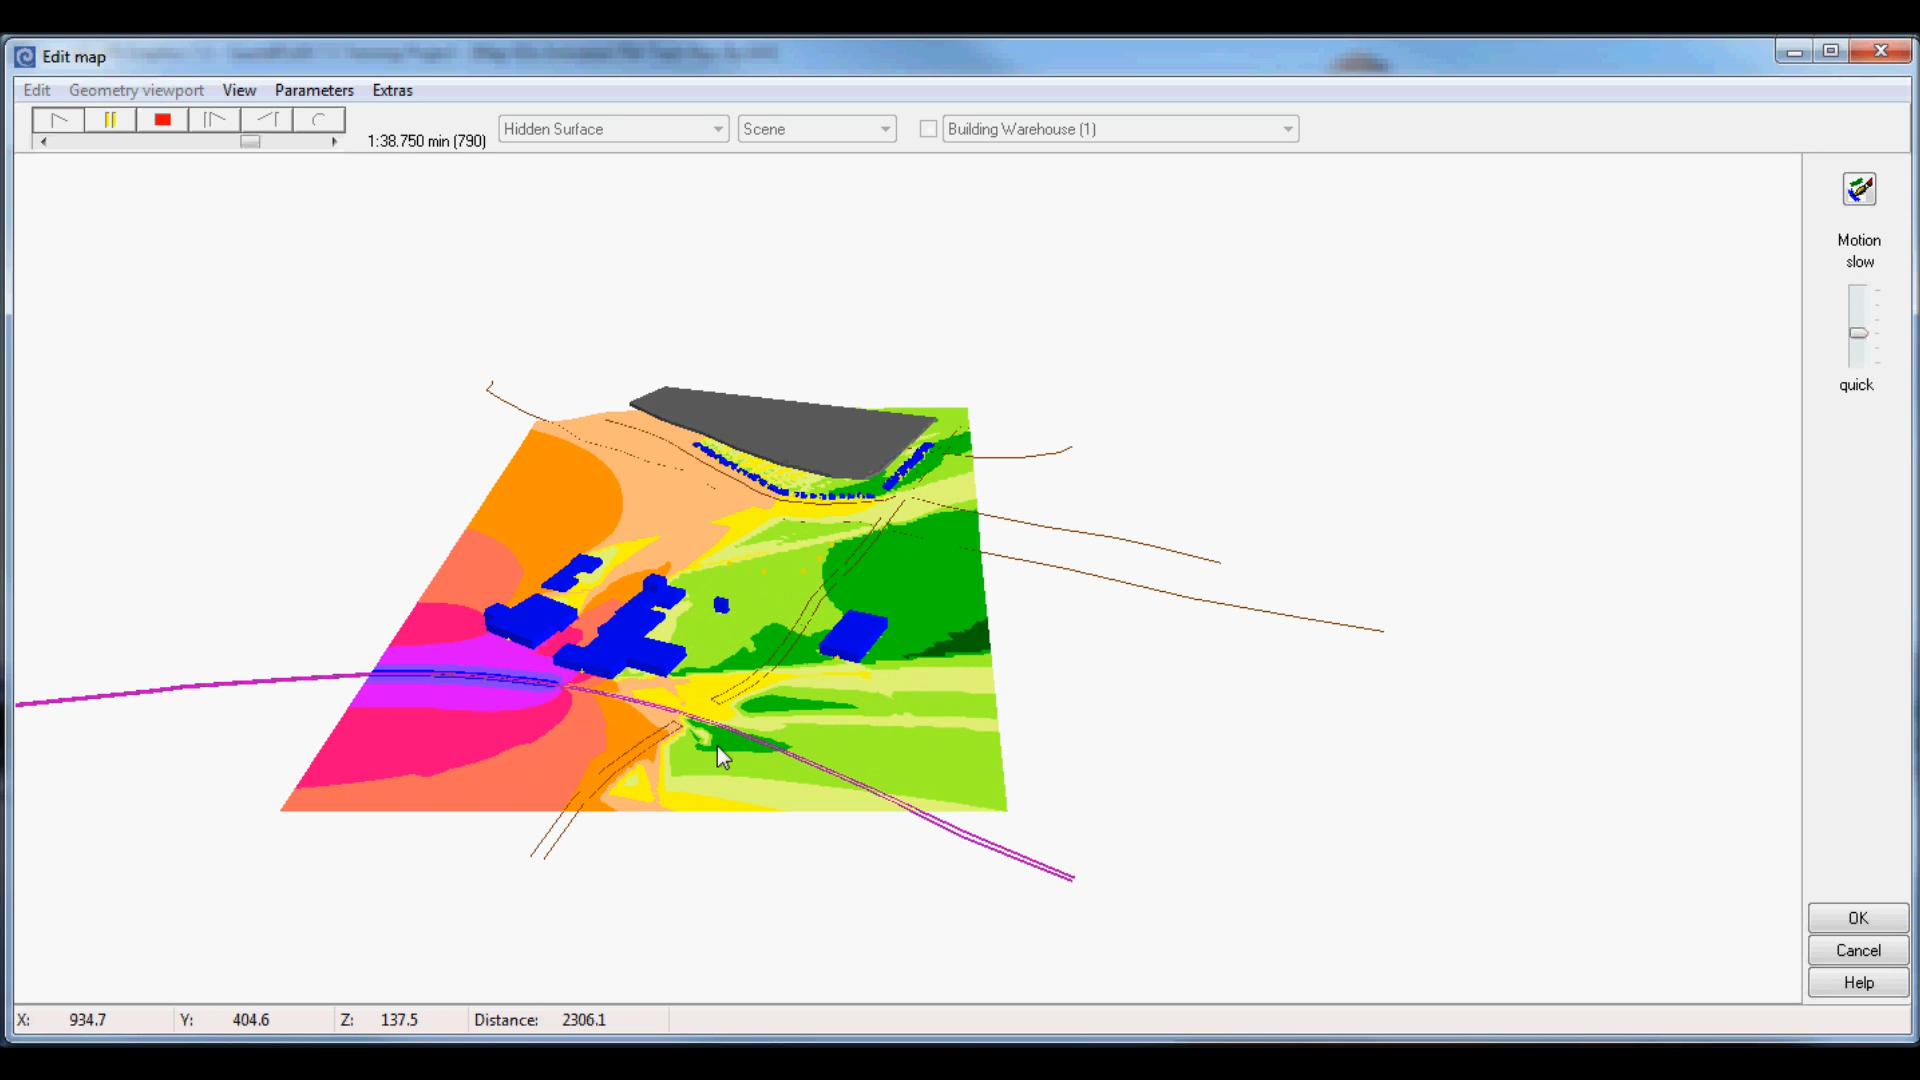 Edit map
Edit Geometry viewport View Parameters Extras
1:38.750 min (790) Hidden Surface Scene Building Warehouse (1)
Motion
slow
quick
OK
Cancel
Help
X: 934.7 Y: 404.6 Z: 137.5 Distance: 2306.1